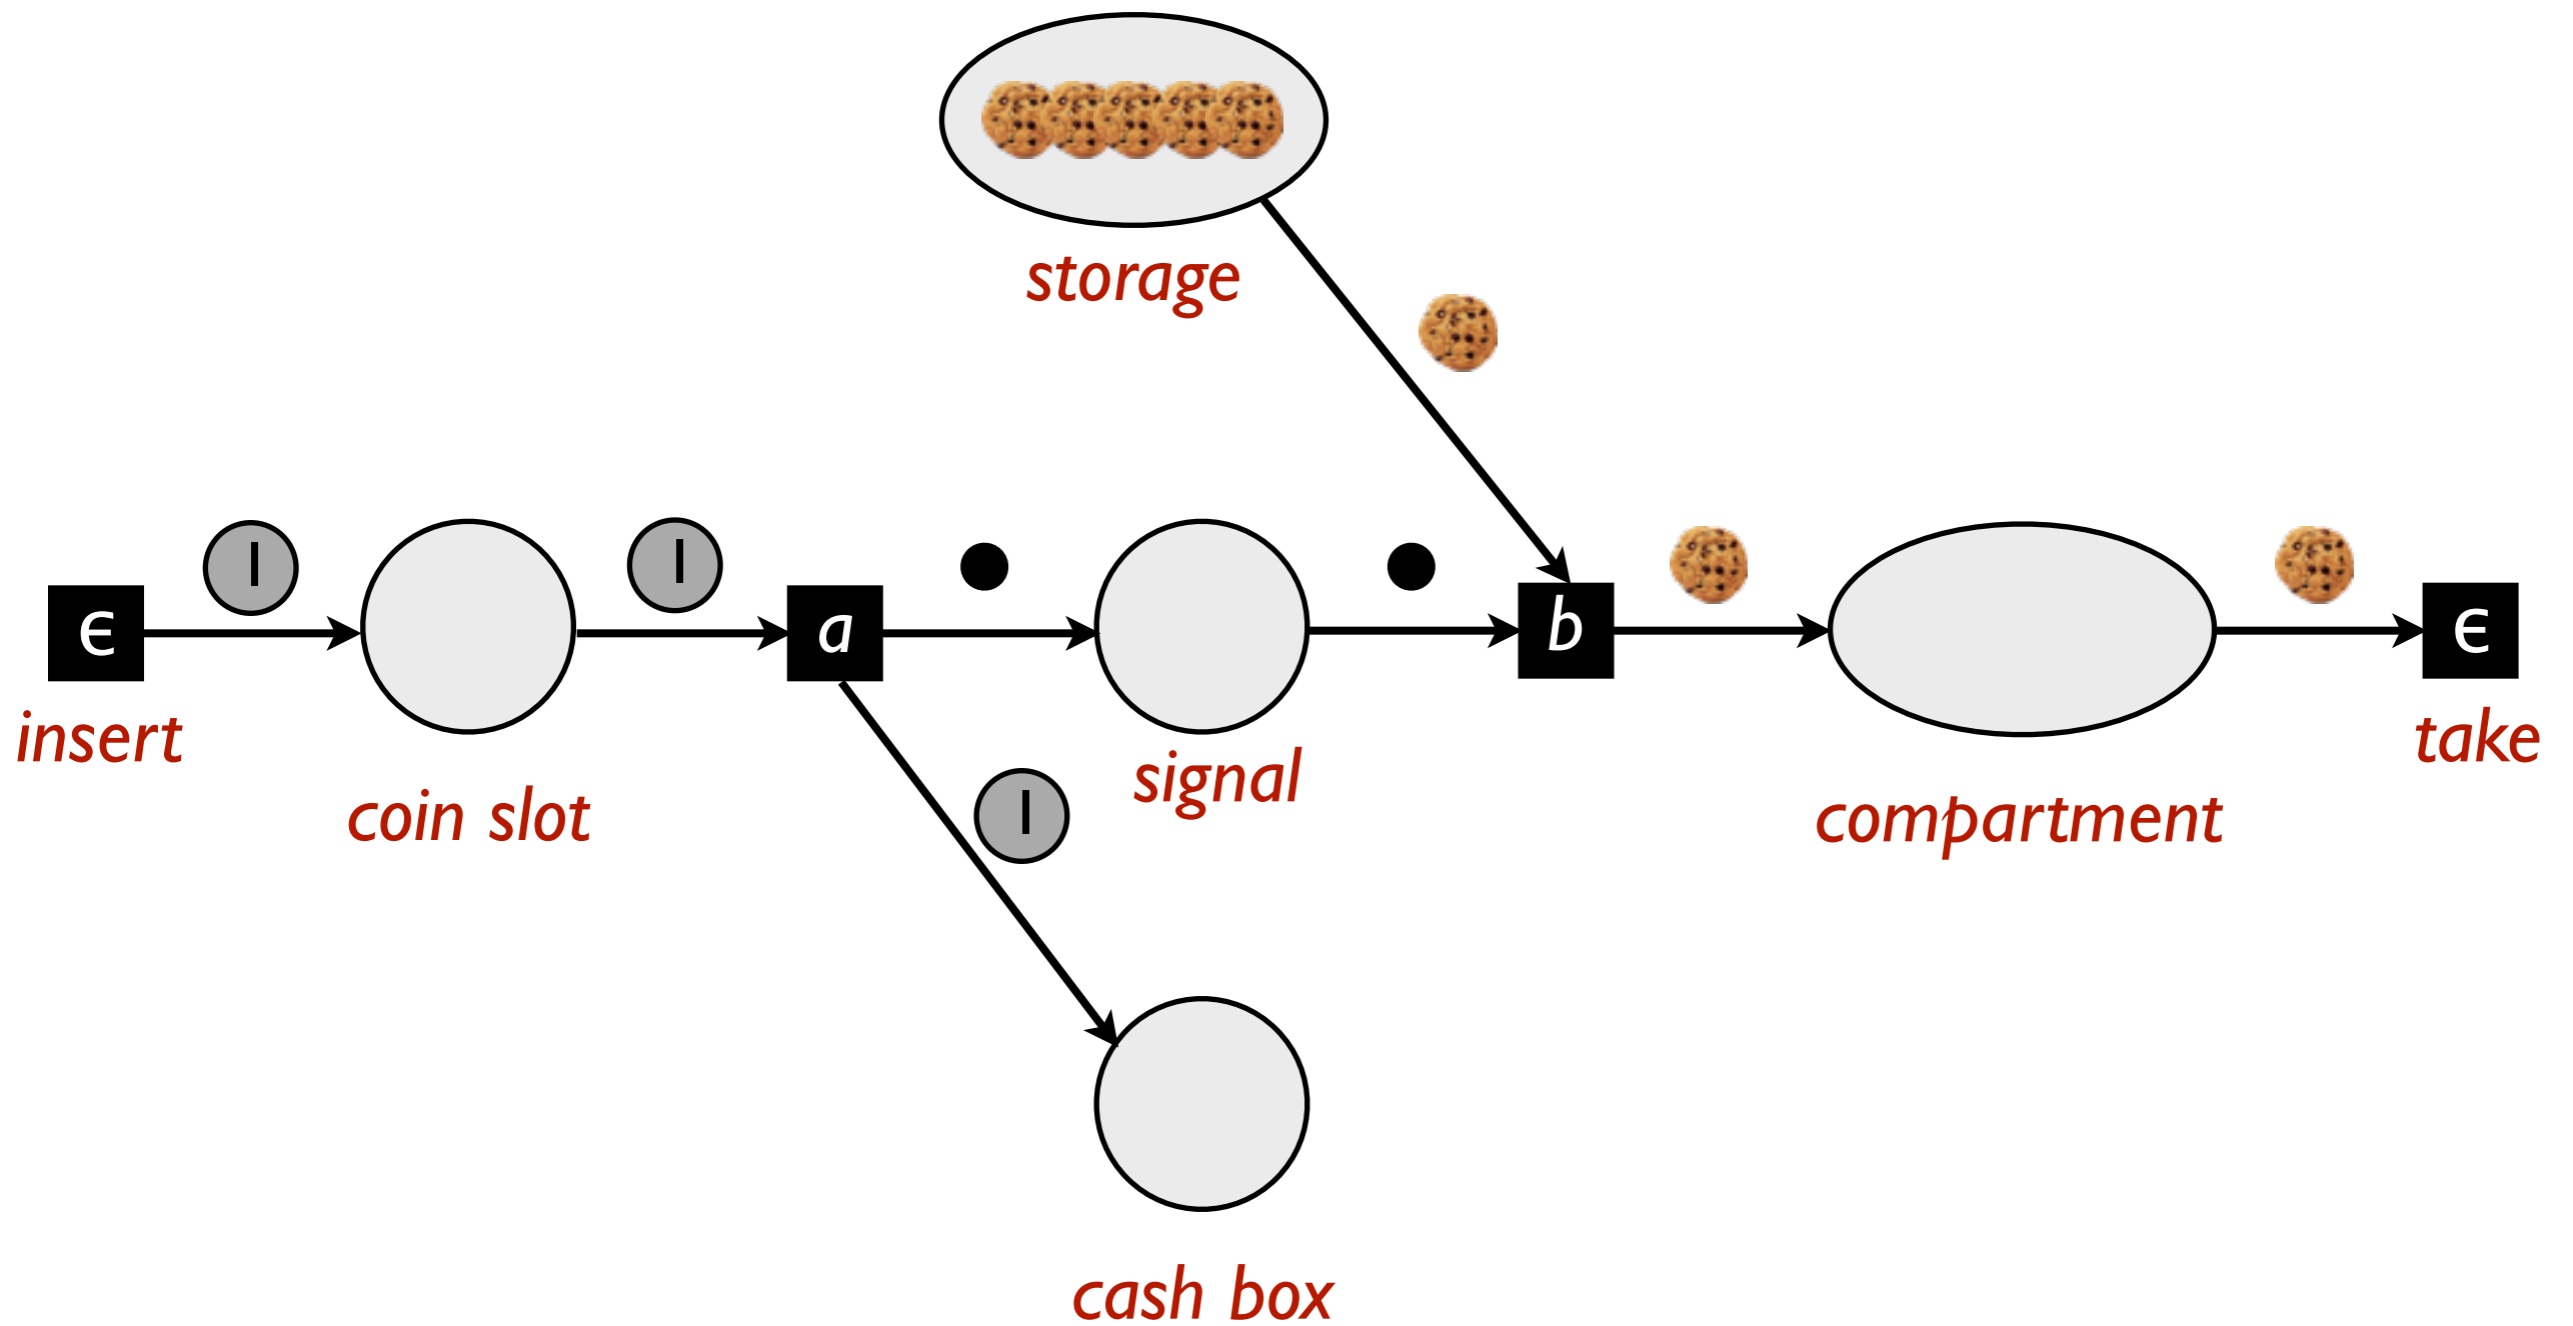 storage
I
I
ϵ
a
b
ϵ
insert
take
signal
coin slot
I
compartment
cash box